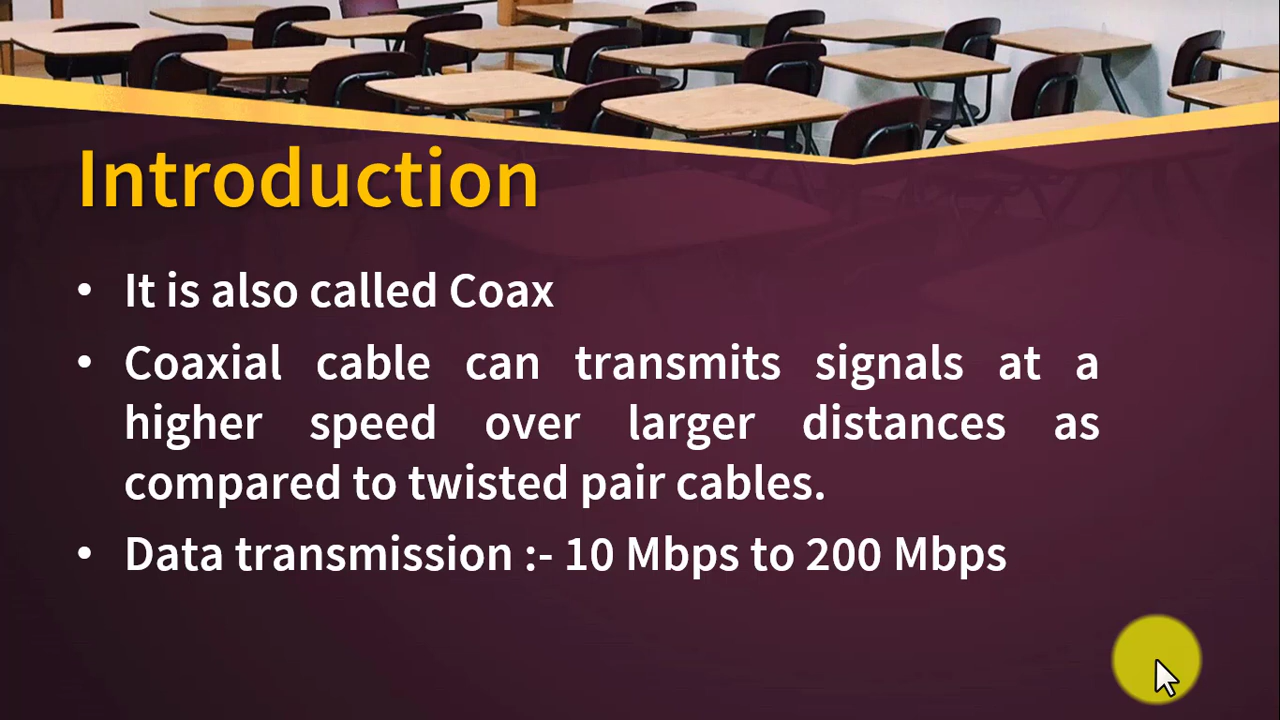 Introduction
• It is also called Coax
• Coaxial cable can transmits signals at a
higher speed over larger distances as
compared to twisted pair cables.
• Data transmission :- 10 Mbps to 200 Mbps